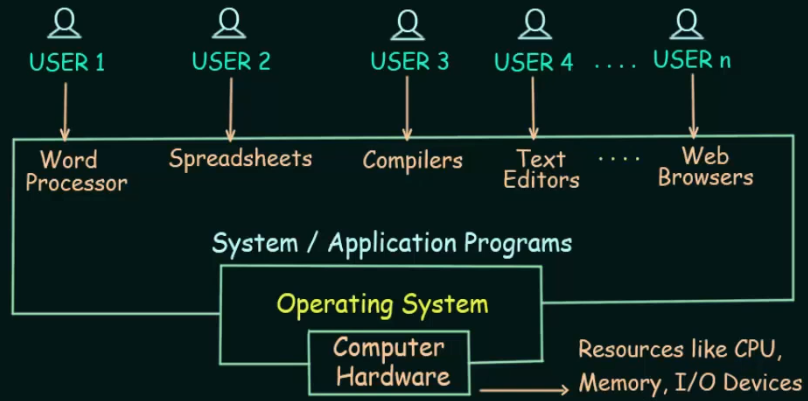 USER 1 USER 2 USER 3 USER 4 .... USER n
Word Processor
Spreadsheets
Compilers
Text Editors
....
Web Browsers
System / Application Programs
Operating System
Computer
Hardware
Resources like CPU,
Memory, I/O Devices